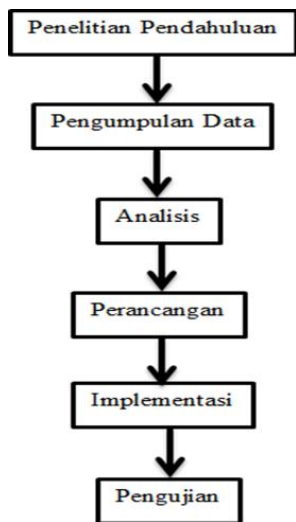 Penelitian Pendahuluan
Pengumpulan Data
Analisis
Perancangan
Implementasi
Pengujian